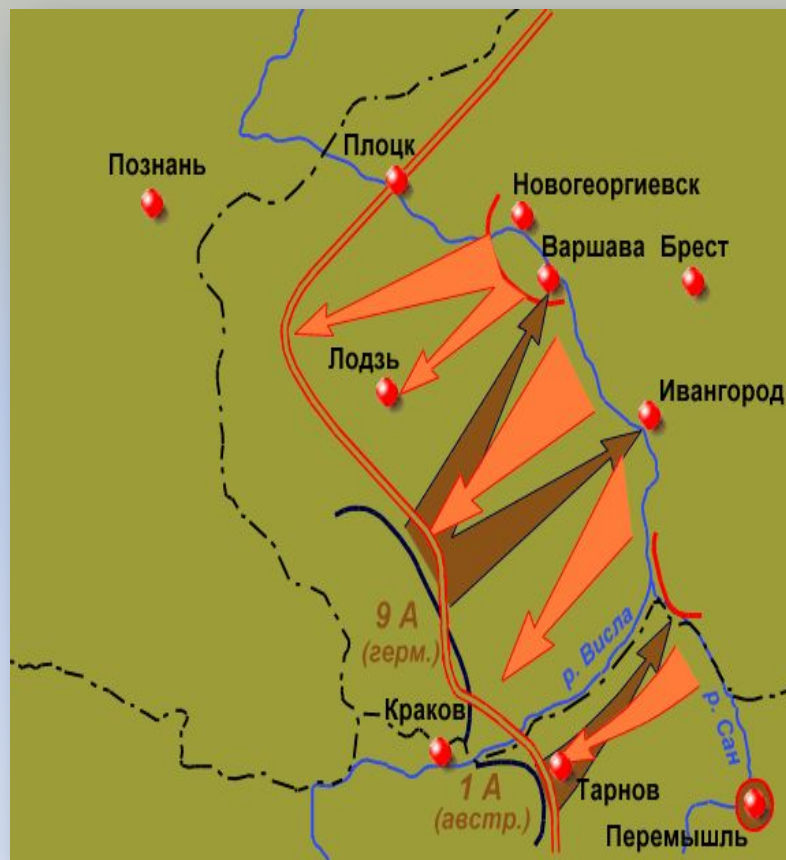 Плоцк
Познань
Новогеоргиевск
Варшава Брест
Лодзь
Ивангород
9 А
(герм.)
р. Висла
Краков
р. Сан
1 А
(австр.)
Тарнов
Перемышль